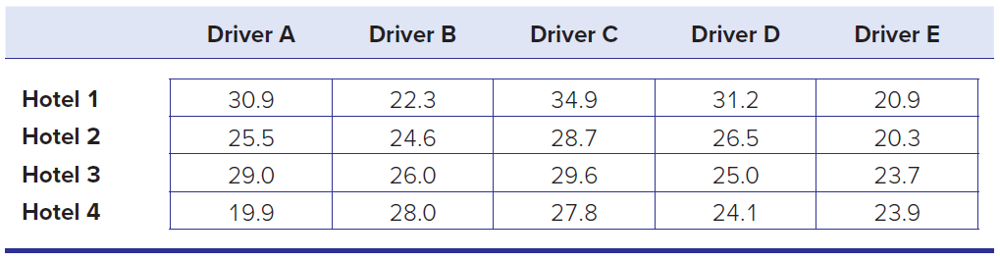 Driver A Driver B Driver C Driver D Driver E
Hotel 1 30.9 22.3 34.9 31.2 20.9
Hotel 2 25.5 24.6 28.7 26.5 20.3
Hotel 3 29.0 26.0 29.6 25.0 23.7
Hotel 4 19.9 28.0 27.8 24.1 23.9